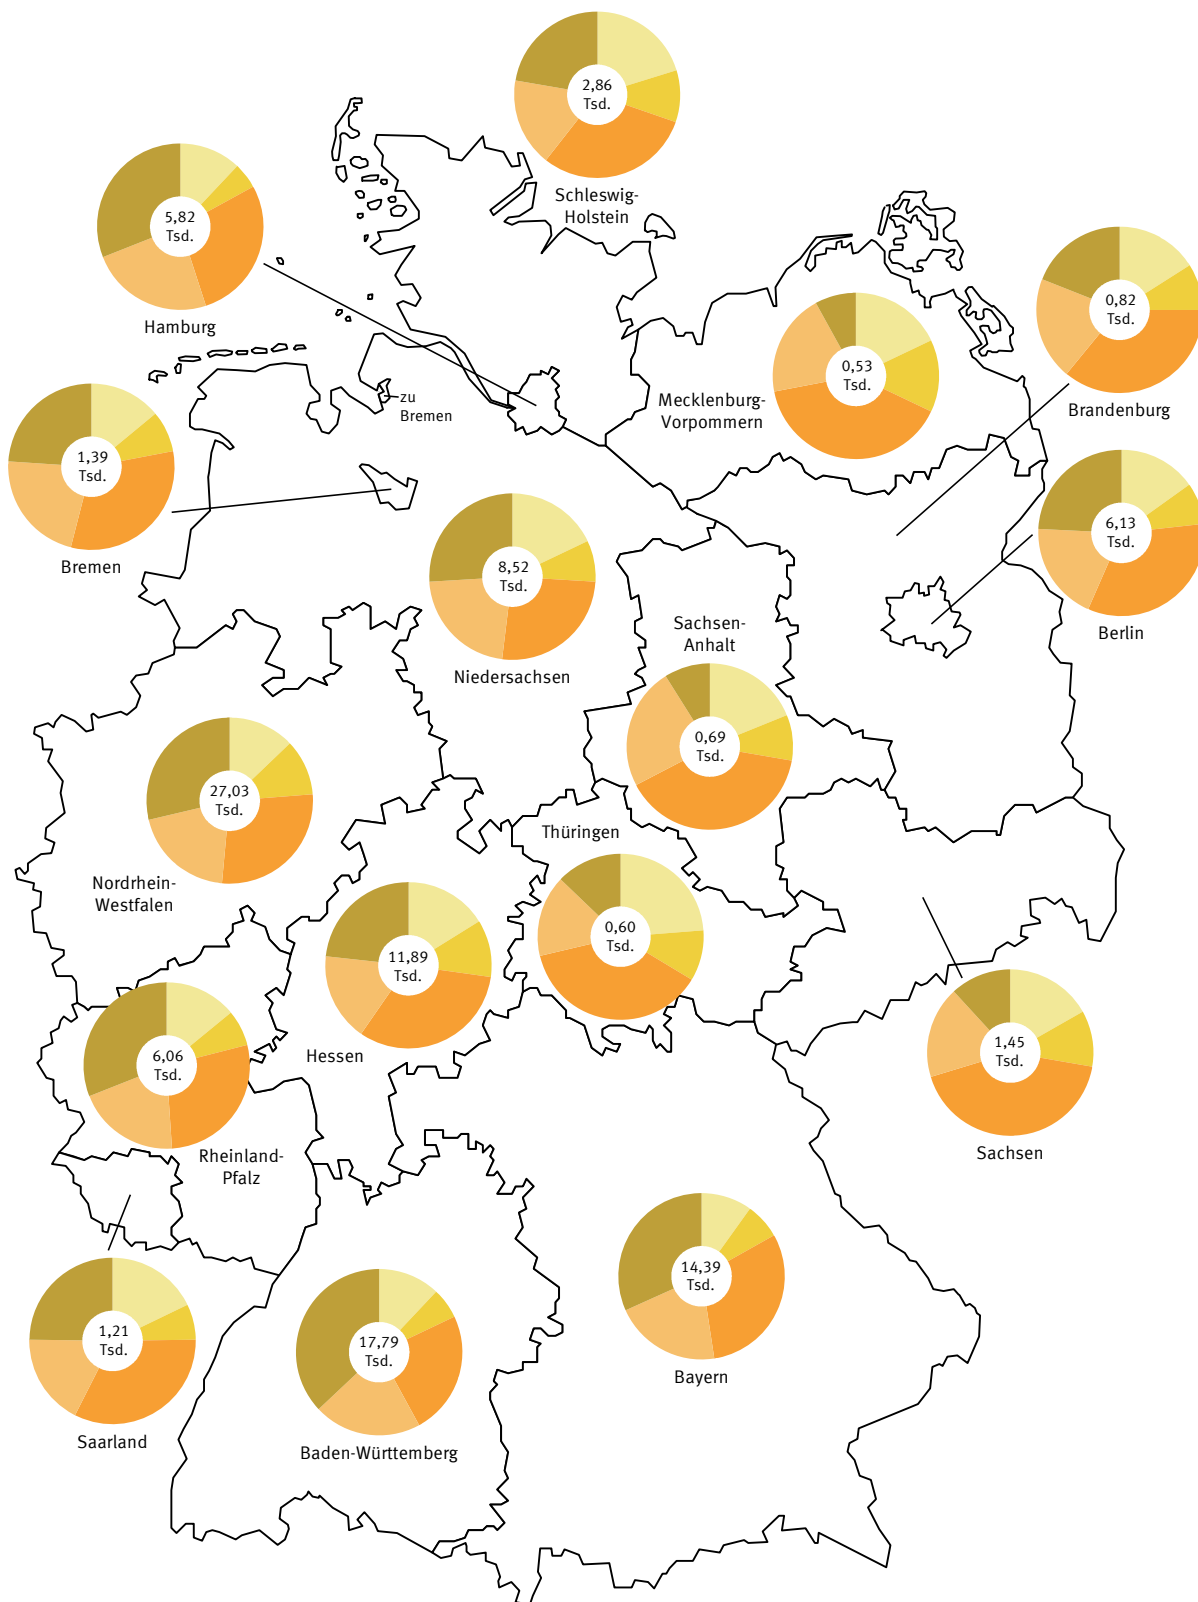 2,86
Tsd.
Schleswig-
Holstein
5,82
Tsd.
Hamburg
0,82
Tsd.
Brandenburg
0,53
Tsd.
Mecklenburg-
Vorpommern
zu
Bremen
1,39
Tsd.
Bremen
6,13
Tsd.
Berlin
8,52
Tsd.
Niedersachsen
Sachsen-
Anhalt
0,69
Tsd.
27,03
Tsd.
Nordrhein-
Westfalen
Thüringen
0,60
Tsd.
11,89
Tsd.
Hessen
6,06
Tsd.
Rheinland-
Pfalz
1,45
Tsd.
Sachsen
14,39
Tsd.
Bayern
1,21
Tsd.
Saarland
17,79
Tsd.
Baden-Württemberg